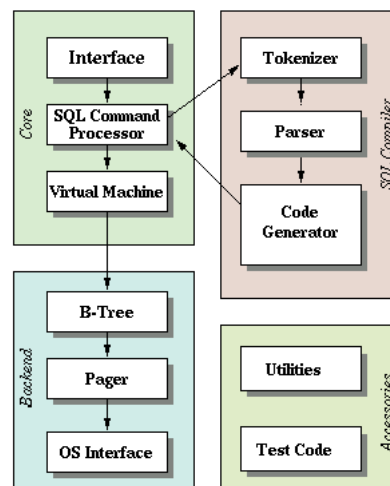 Core
Interface
SQL Command
Processor
Virtual Machine
SQL Compiler
Tokenizer
Parser
Code
Generator
Backend
B-Tree
Pager
OS Interface
Accessories
Utilities
Test Code